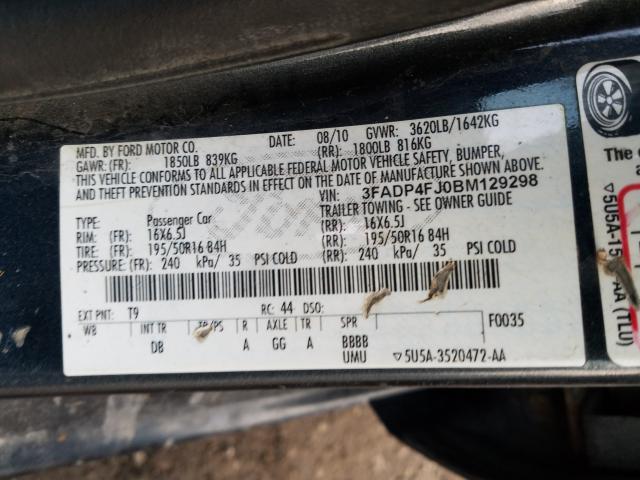 MFD. BY FORD MOTOR CO. DATE: 08/10 GVWR: 3620LB/1642KG
GAWR: (FR): 1850LB 839KG (RR): 1800LB 816KG
THIS VEHICLE CONFORMS TO ALL APPLICABLE FEDERAL MOTOR VEHICLE SAFETY, BUMPER,
AND THEFT PREVENTION STANDARDS IN EFFECT ON THE DATE OF MANUFACTURE SHOWN ABOVE.
VIN: 3FADP4FJ0BM129298
TYPE: Passenger Car TRAILER TOWING - SEE OWNER GUIDE
RIM: (FR): 16X6.5J (RR): 16X6.5J
TIRE: (FR): 195/50R16 84H (RR): 195/50R16 84H
PRESSURE: (FR): 240 kPa/ 35 PSI COLD (RR): 240 kPa/ 35 PSI COLD
EXT PNT: T9 RC: 44 DSO: F0035
WB INT TR TP/PS R AXLE TR SPR
DB A GG A BBBB
UMU ▽5U5A-3520472-AA
The c
▽5U5A-15 AA (TLU)